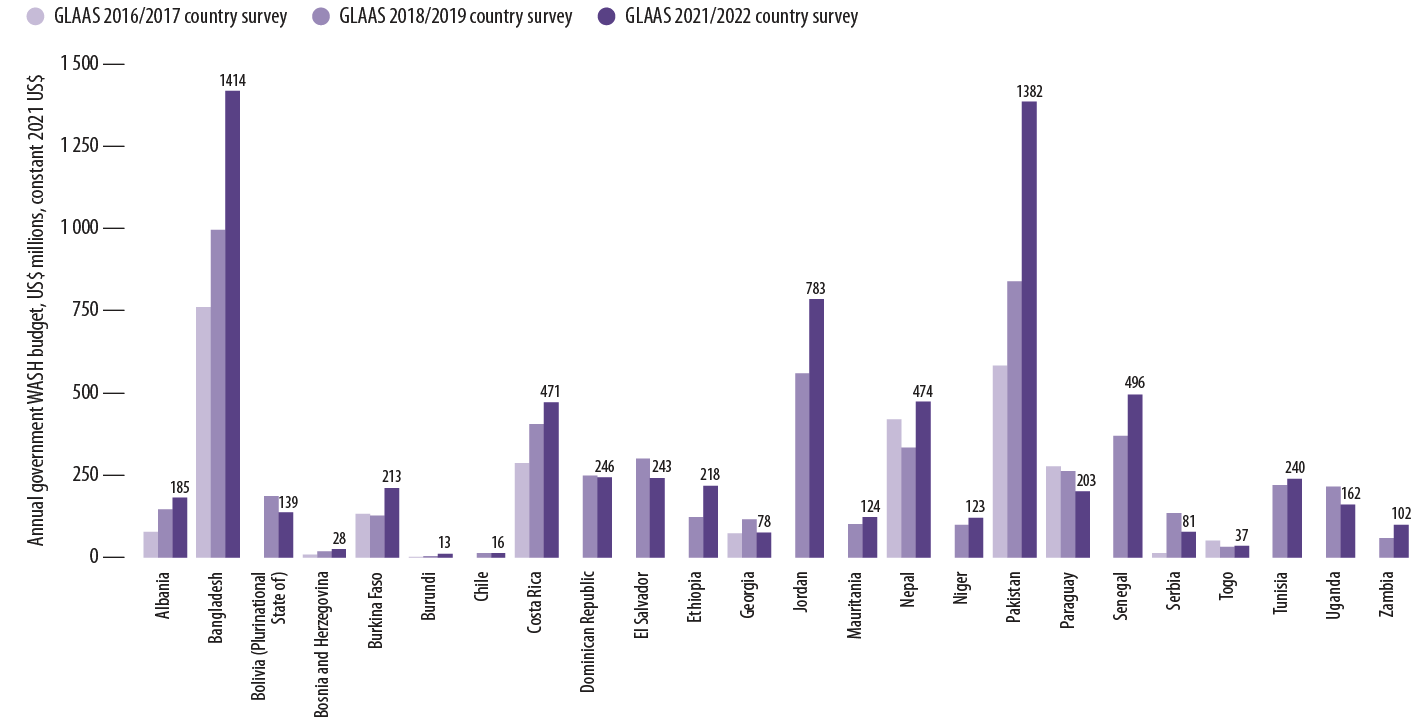 GLAAS 2016/2017 country survey
GLAAS 2018/2019 country survey
GLAAS 2021/2022 country survey
Annual government WASH budget, US$ millions, constant 2021 US$
1 500
1 250
1 000
750
500
250
0
185
1414
139
28
213
13
16
471
246
243
218
78
783
124
474
123
1382
203
496
81
37
240
162
102
Albania
Bangladesh
Bolivia (Plurinational
State of)
Bosnia and Herzegovina
Burkina Faso
Burundi
Chile
Costa Rica
Dominican Republic
El Salvador
Ethiopia
Georgia
Jordan
Mauritania
Nepal
Niger
Pakistan
Paraguay
Senegal
Serbia
Togo
Tunisia
Uganda
Zambia